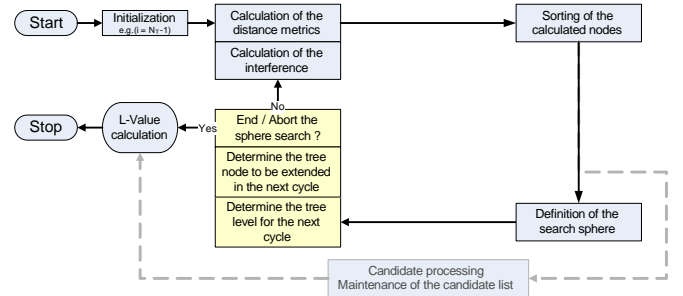 Start
Initialization
e.g.(i = NT-1)
Calculation of the
distance metrics
Calculation of the
interference
Sorting of the
calculated nodes
No
Stop
L-Value
calculation
Yes
End / Abort the
sphere search ?
Determine the tree
node to be extended
in the next cycle
Determine the tree
level for the next
cycle
Definition of the
search sphere
Candidate processing
Maintenance of the candidate list